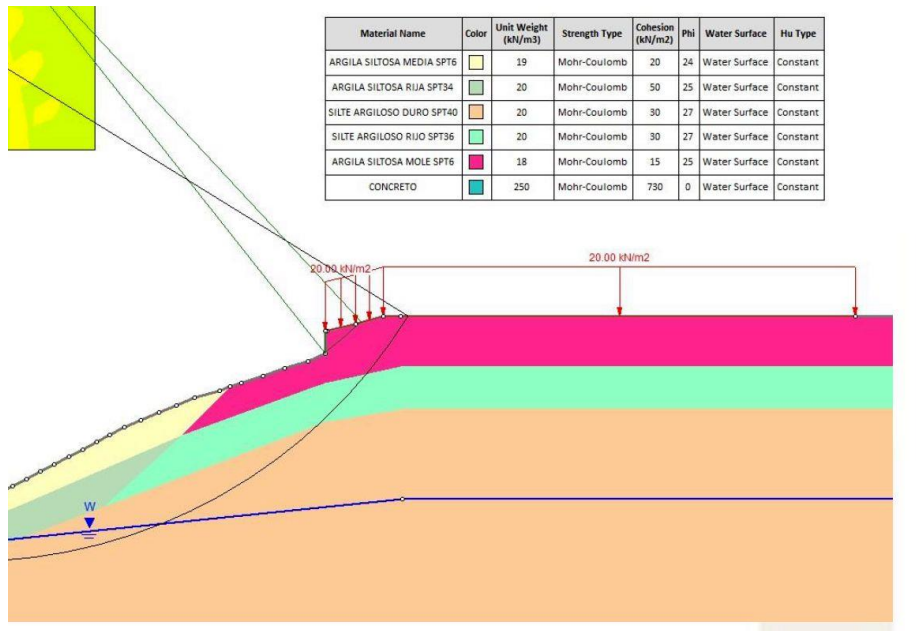 Material Name Color Unit Weight (kN/m3) Strength Type Cohesion (kN/m2) Phi Water Surface Hu Type
ARGILA SILTOSA MEDIA SPT6 19 Mohr-Coulomb 20 24 Water Surface Constant
ARGILA SILTOSA RIJA SPT34 20 Mohr-Coulomb 50 25 Water Surface Constant
SILTE ARGILOSO DURO SPT40 20 Mohr-Coulomb 30 27 Water Surface Constant
SILTE ARGILOSO RIJO SPT36 20 Mohr-Coulomb 30 27 Water Surface Constant
ARGILA SILTOSA MOLE SPT6 18 Mohr-Coulomb 15 25 Water Surface Constant
CONCRETO 250 Mohr-Coulomb 730 0 Water Surface Constant
20.00 kN/m2
20.00 kN/m2
W